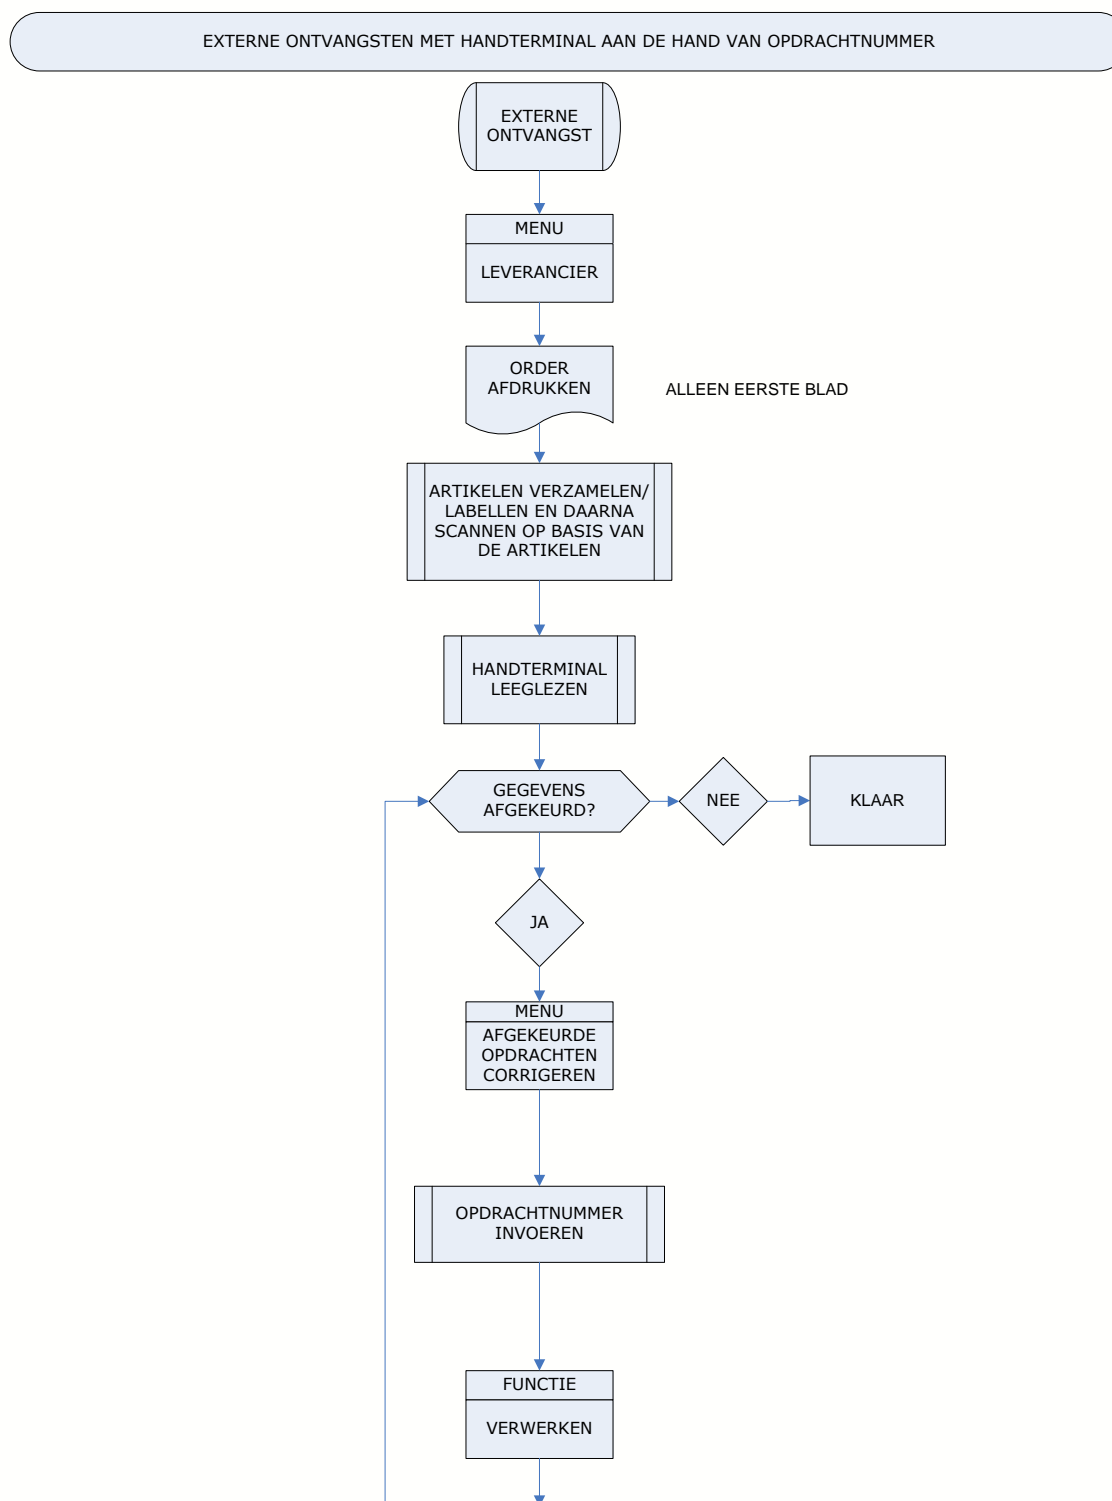 EXTERNE ONTVANGSTEN MET HANDTERMINAL AAN DE HAND VAN OPDRACHTNUMMER
EXTERNE
ONTVANGST
MENU
LEVERANCIER
ORDER
AFDRUKKEN
ALLEEN EERSTE BLAD
ARTIKELEN VERZAMELEN/
LABELLEN EN DAARNA
SCANNEN OP BASIS VAN
DE ARTIKELEN
HANDTERMINAL
LEEGLEZEN
GEGEVENS
AFGEKEURD?
NEE
KLAAR
JA
MENU
AFGEKEURDE
OPDRACHTEN
CORRIGEREN
OPDRACHTNUMMER
INVOEREN
FUNCTIE
VERWERKEN